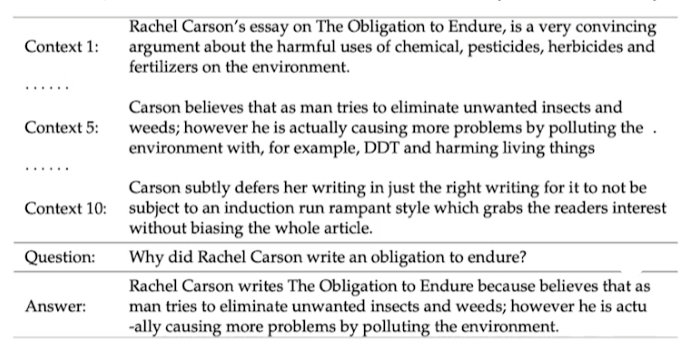 Rachel Carson's essay on The Obligation to Endure, is a very convincing
Context 1: argument about the harmful uses of chemical, pesticides, herbicides and
fertilizers on the environment.
......
Carson believes that as man tries to eliminate unwanted insects and
Context 5: weeds; however he is actually causing more problems by polluting the .
environment with, for example, DDT and harming living things
......
Carson subtly defers her writing in just the right writing for it to not be
Context 10: subject to an induction run rampant style which grabs the readers interest
without biasing the whole article.
Question: Why did Rachel Carson write an obligation to endure?
Rachel Carson writes The Obligation to Endure because believes that as
Answer: man tries to eliminate unwanted insects and weeds; however he is actu
-ally causing more problems by polluting the environment.